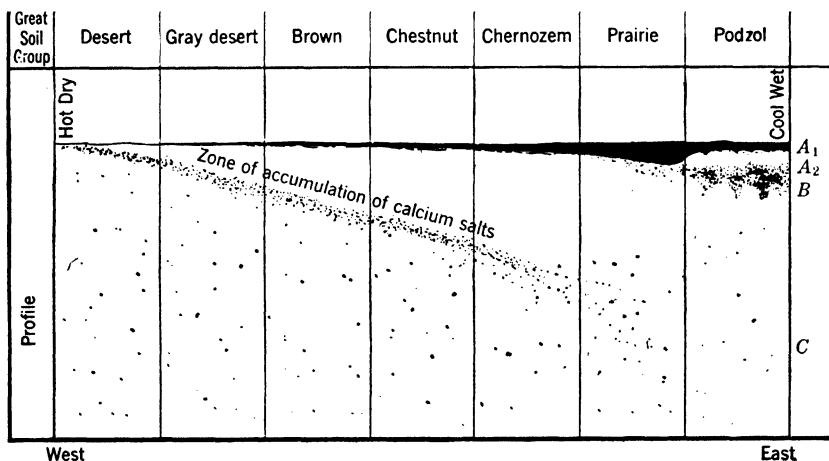 Great
Soil
Group
Desert
Gray desert
Brown
Chestnut
Chernozem
Prairie
Podzol
Hot Dry
Cool Wet
Zone of accumulation of calcium salts
A1
A2
B
C
Profile
West
East